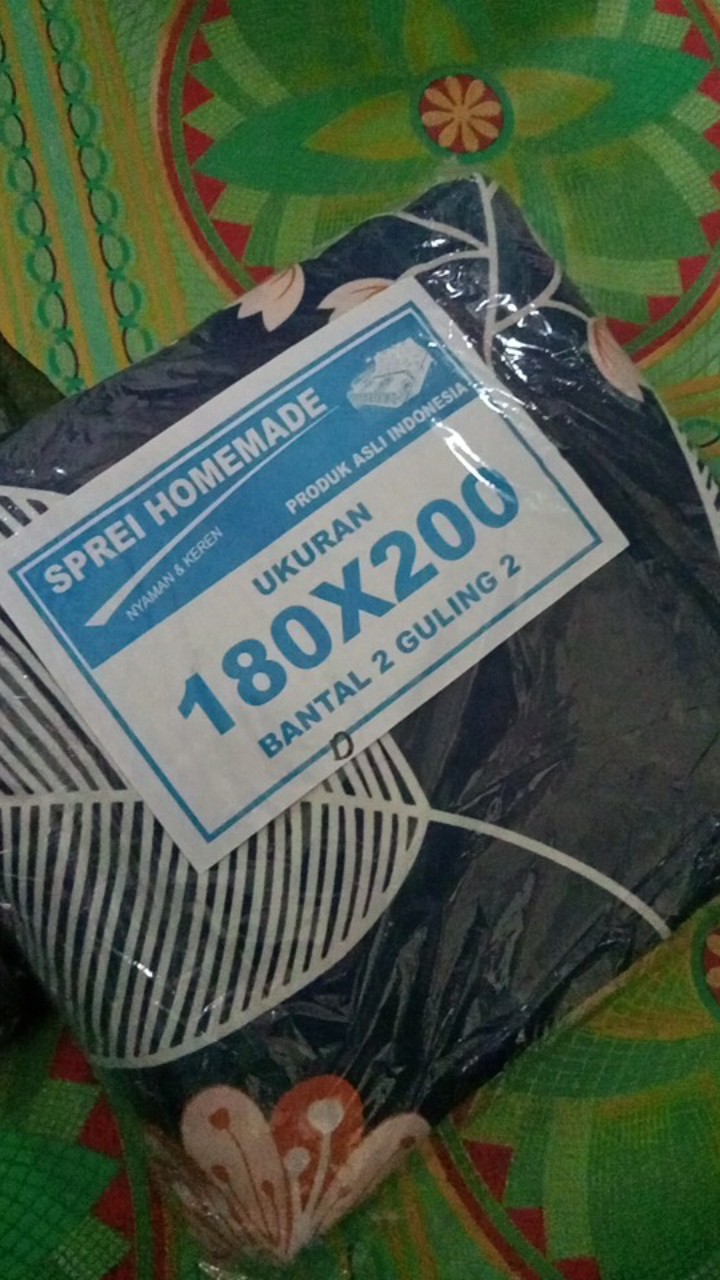 SPREI HOMEMADE
NYAMAN & KEREN
PRODUK ASLI INDONESIA
UKURAN
180X200
BANTAL 2 GULING 2
D